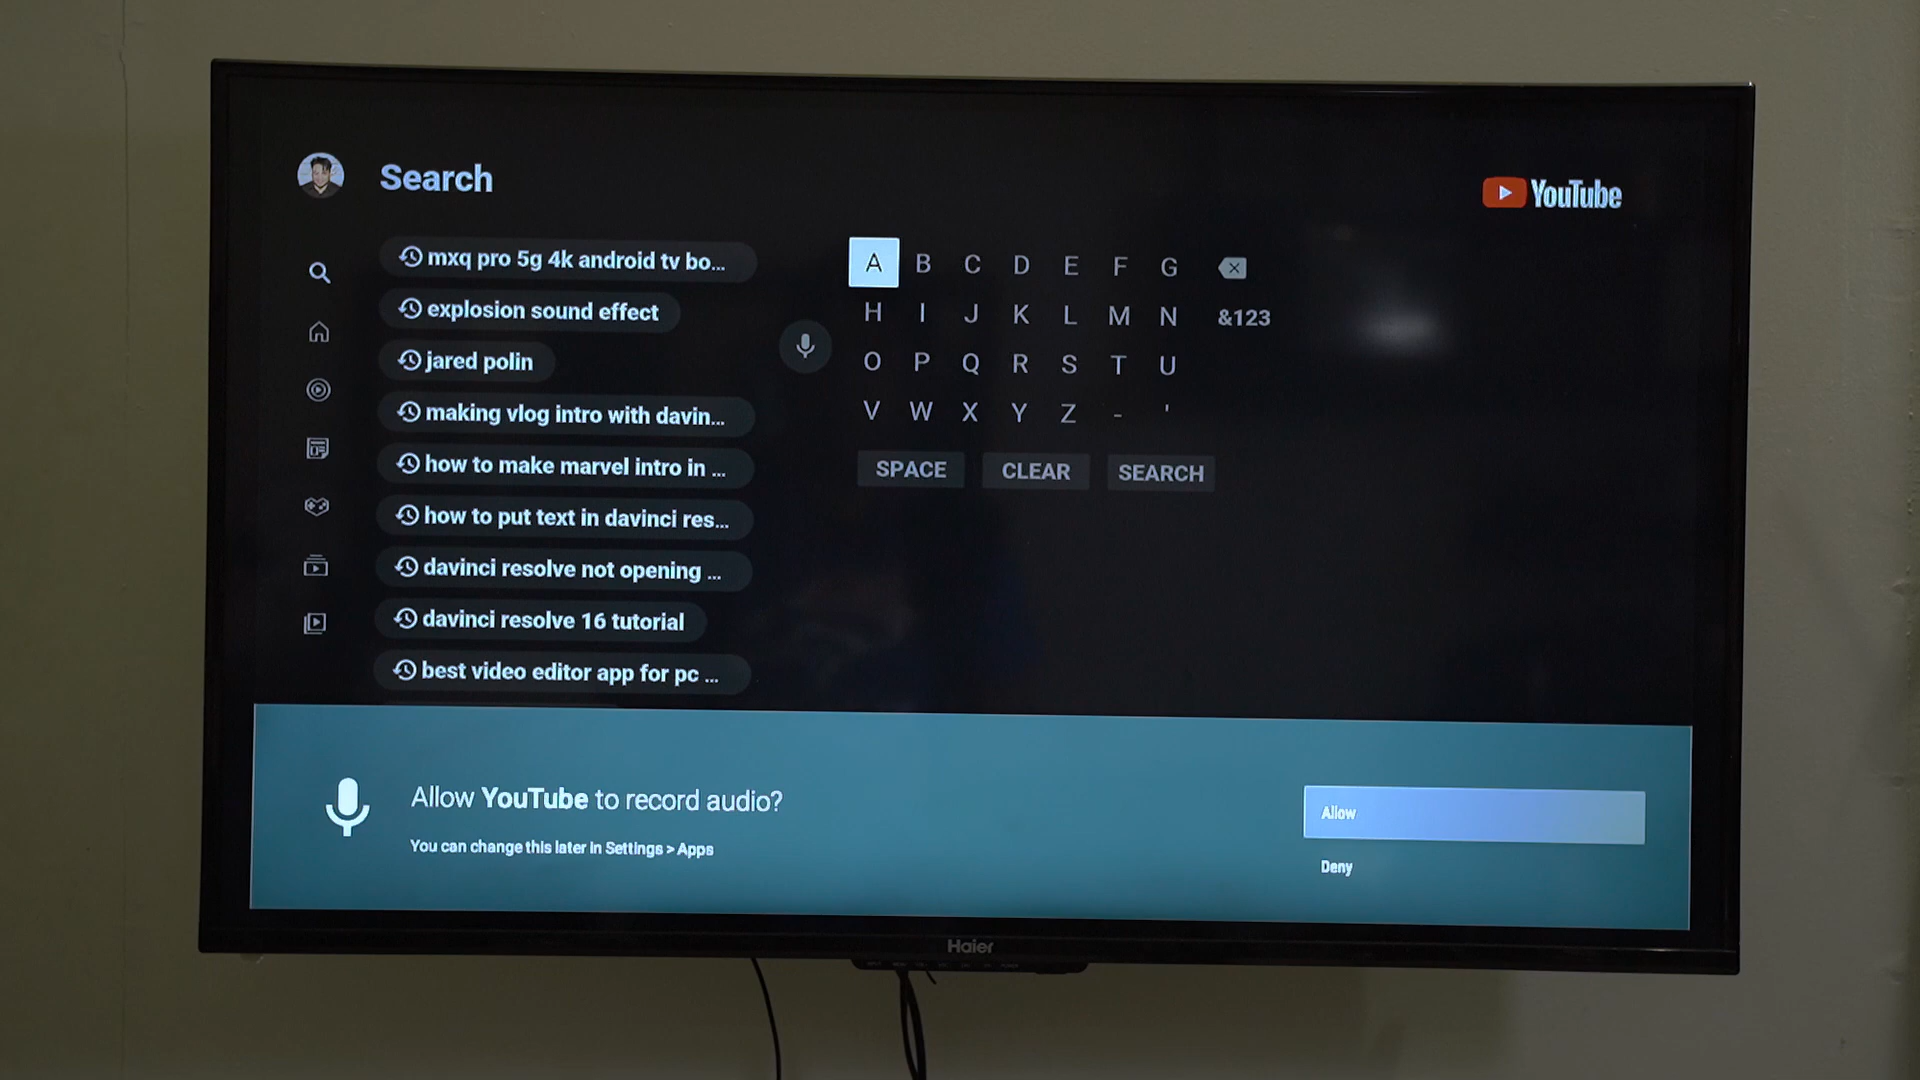 Search
YouTube
mxq pro 5g 4k android tv bo...
explosion sound effect
jared polin
making vlog intro with davin...
how to make marvel intro in ...
how to put text in davinci res...
davinci resolve not opening ...
davinci resolve 16 tutorial
best video editor app for pc ...
A B C D E F G
H I J K L M N &123
O P Q R S T U
V W X Y Z - '
SPACE CLEAR SEARCH
Allow YouTube to record audio?
You can change this later in Settings > Apps
Allow
Deny
Haier